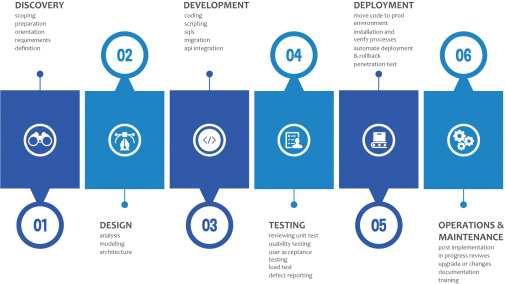 DISCOVERY
scoping
preparation
orientation
requirements
definition
01
02
DESIGN
analysis
modeling
architecture
DEVELOPMENT
coding
scripting
sqls
migration
api integration
</>
03
04
TESTING
reviewing unit test
usability testing
user acceptance
testing
load test
defect reporting
DEPLOYMENT
move code to prod
environment
installation and
verify processes
automate deployment
& rollback
penetration test
05
06
OPERATIONS &
MAINTENANCE
post implementation
in progress reviwes
upgrade or changes
documentation
training